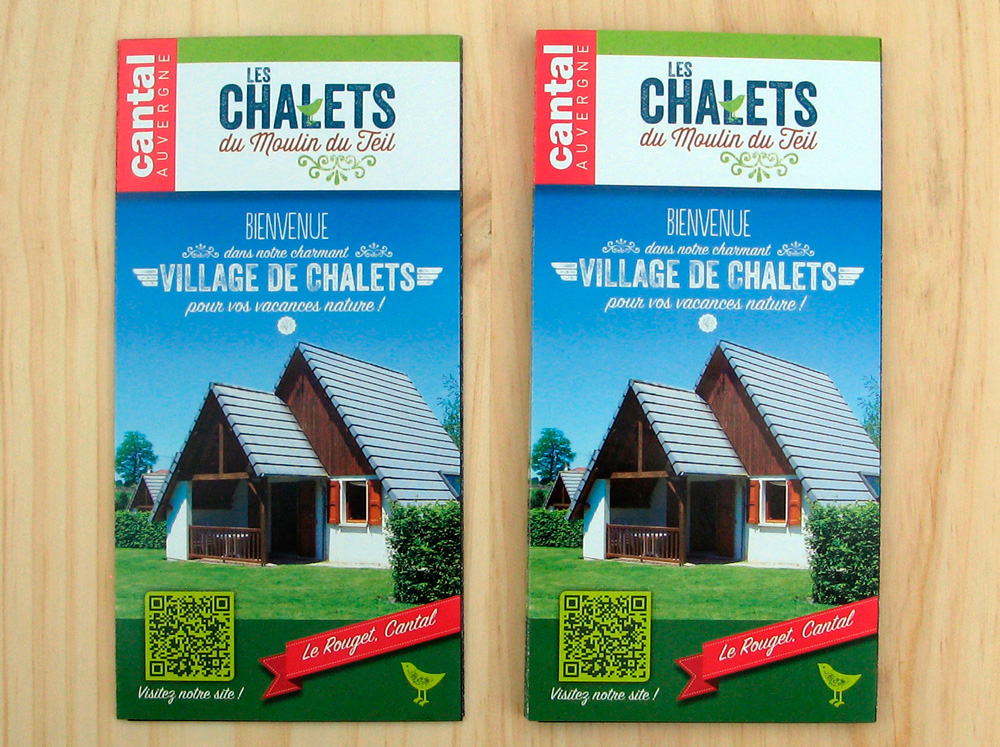 cantal
AUVERGNE
LES
CHALETS
du Moulin du Teil
BIENVENUE
dans notre charmant
VILLAGE DE CHALETS
pour vos vacances nature !
Le Rouget, Cantal
Visitez notre site !
cantal
AUVERGNE
LES
CHALETS
du Moulin du Teil
BIENVENUE
dans notre charmant
VILLAGE DE CHALETS
pour vos vacances nature !
Le Rouget, Cantal
Visitez notre site !